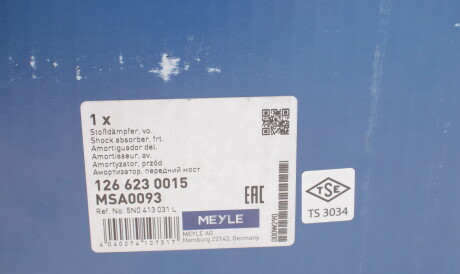 1 x
Stoßdämpfer, vo.
Shock absorber, frt.
Amortiguador del.
Amortisseur, av.
Amortyzator, przód
Амортизатор, передний мост
126 623 0015
MSA0093
Ref. No. 5N0 413 031 L
EAC
MEYLE
MEYLE AG
Hamburg 22143, Germany
TSE
TS 3034